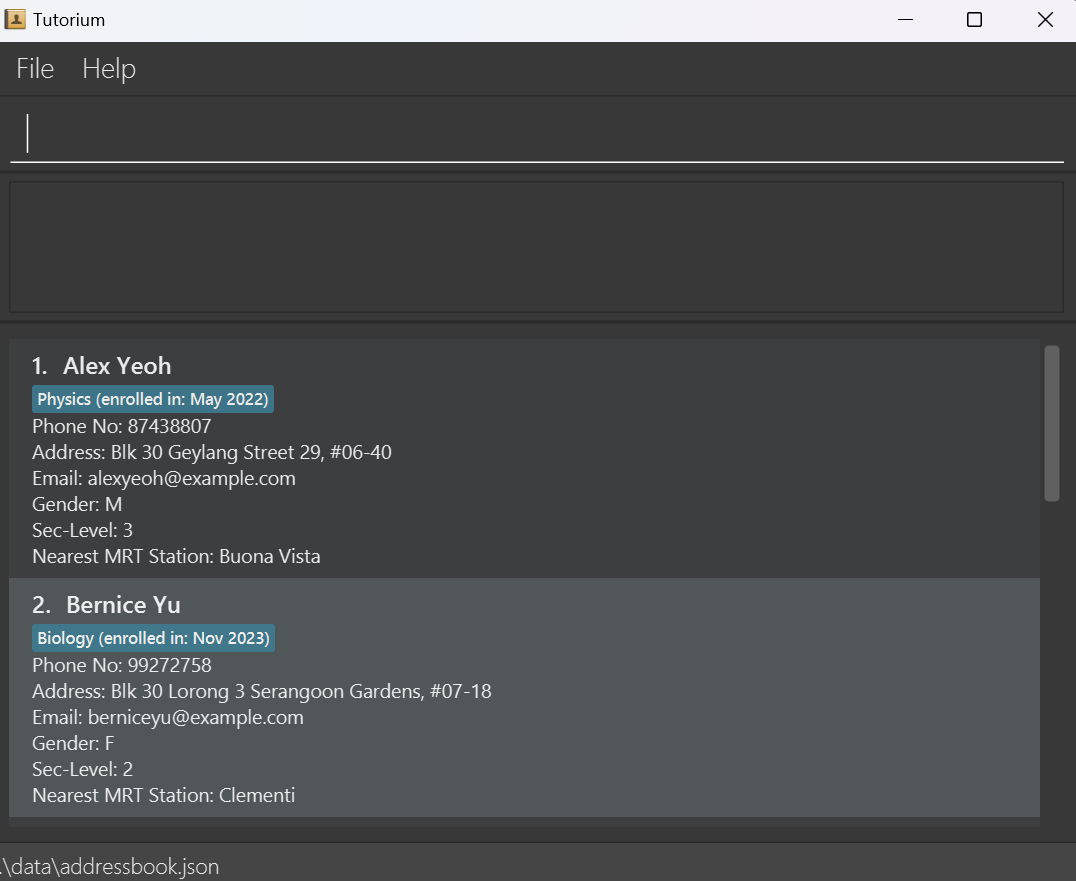 Tutorium
File Help
1. Alex Yeoh
Physics (enrolled in: May 2022)
Phone No: 87438807
Address: Blk 30 Geylang Street 29, #06-40
Email: alexyeoh@example.com
Gender: M
Sec-Level: 3
Nearest MRT Station: Buona Vista
2. Bernice Yu
Biology (enrolled in: Nov 2023)
Phone No: 99272758
Address: Blk 30 Lorong 3 Serangoon Gardens, #07-18
Email: berniceyu@example.com
Gender: F
Sec-Level: 2
Nearest MRT Station: Clementi
.\data\addressbook.json